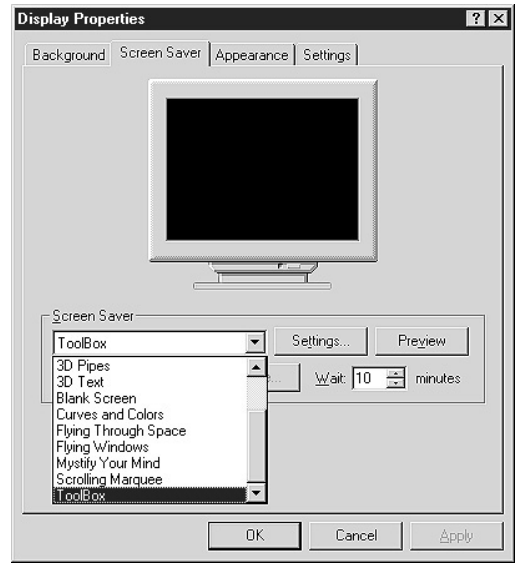 Display Properties
Background Screen Saver Appearance Settings
Screen Saver
ToolBox Settings... Preview
3D Pipes
3D Text
Blank Screen
Curves and Colors
Flying Through Space
Flying Windows
Mystify Your Mind
Scrolling Marquee
ToolBox
Wait: 10 minutes
OK Cancel Apply